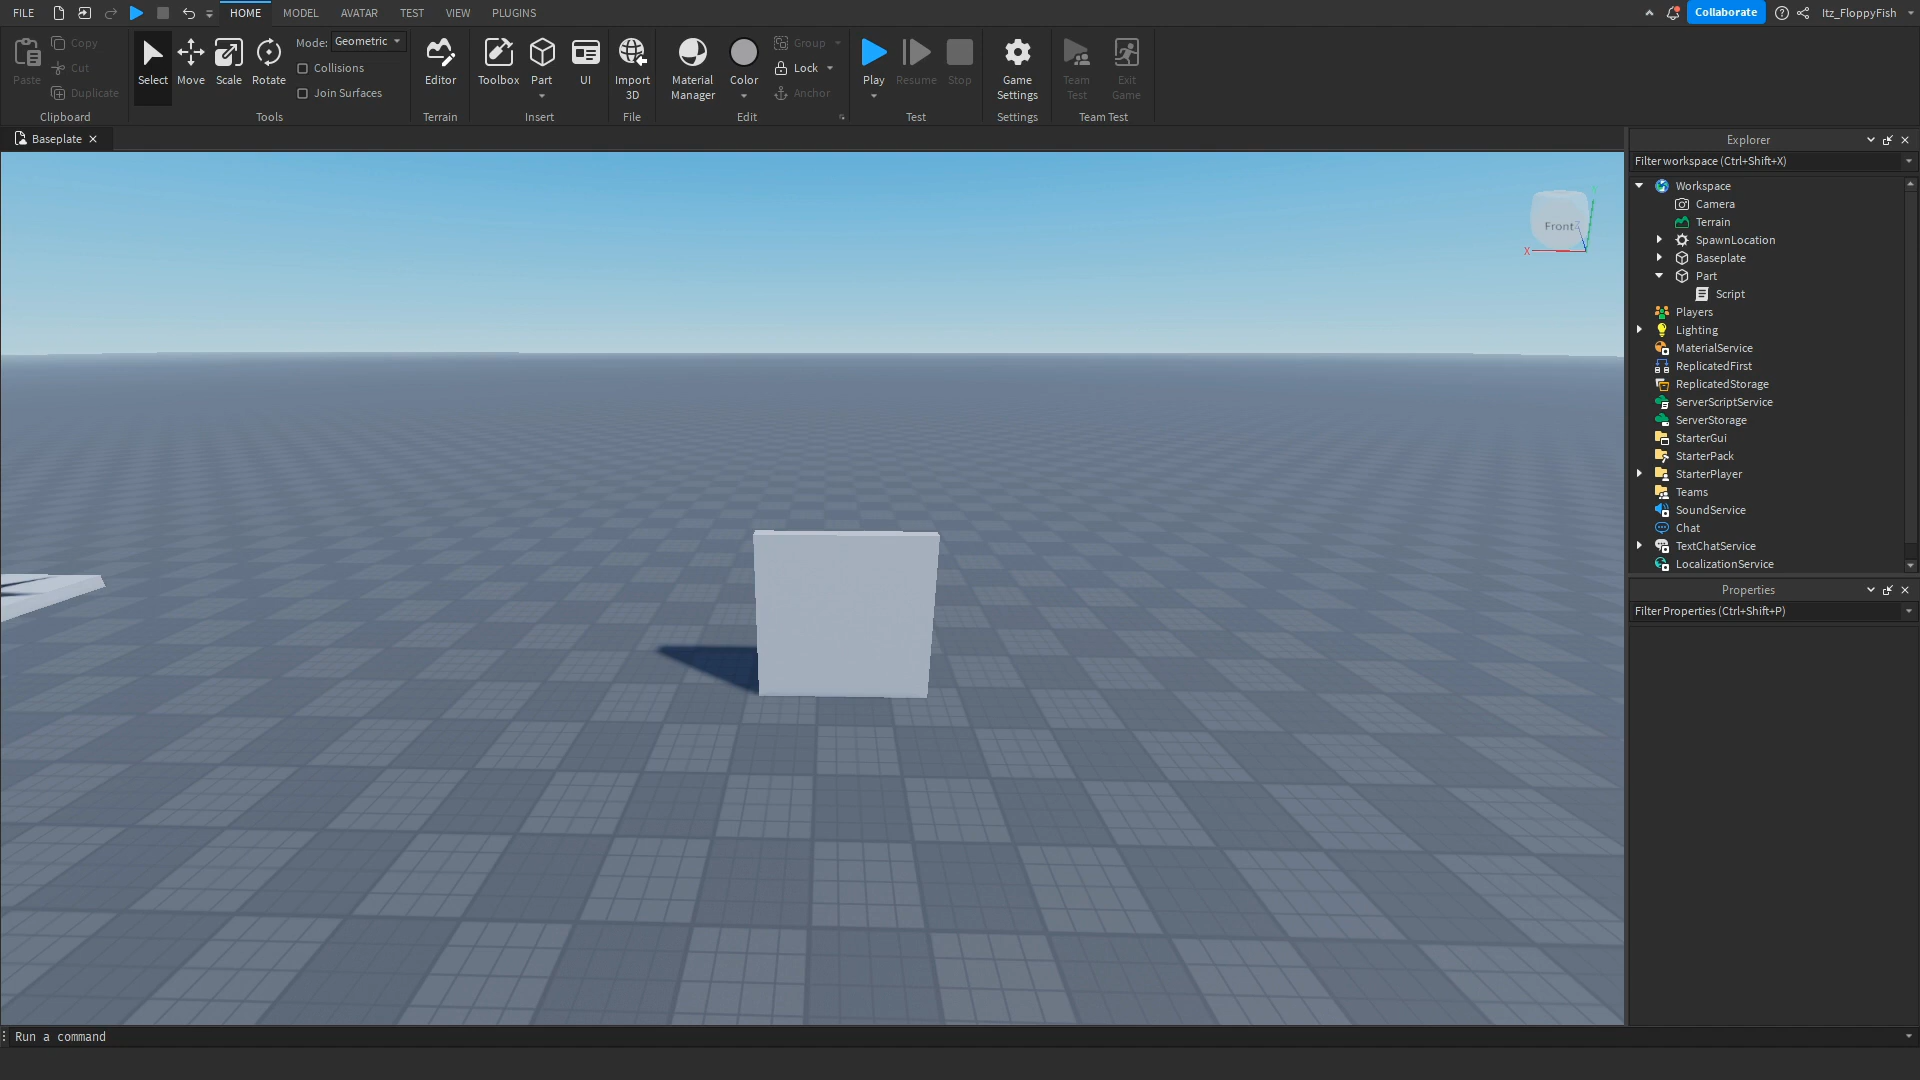 FILE
HOME
MODEL
AVATAR
TEST
VIEW
PLUGINS
Collaborate
Itz_FloppyFish
Paste
Copy
Cut
Duplicate
Clipboard
Select
Move
Scale
Rotate
Mode: Geometric
Collisions
Join Surfaces
Tools
Editor
Terrain
Toolbox
Part
UI
Insert
Import
3D
File
Material
Manager
Color
Group
Lock
Anchor
Edit
Play
Resume
Stop
Test
Game
Settings
Settings
Team
Test
Exit
Game
Team Test
Baseplate
Front
X
Explorer
Filter workspace (Ctrl+Shift+X)
Workspace
Camera
Terrain
SpawnLocation
Baseplate
Part
Script
Players
Lighting
MaterialService
ReplicatedFirst
ReplicatedStorage
ServerScriptService
ServerStorage
StarterGui
StarterPack
StarterPlayer
Teams
SoundService
Chat
TextChatService
LocalizationService
Properties
Filter Properties (Ctrl+Shift+P)
Run a command